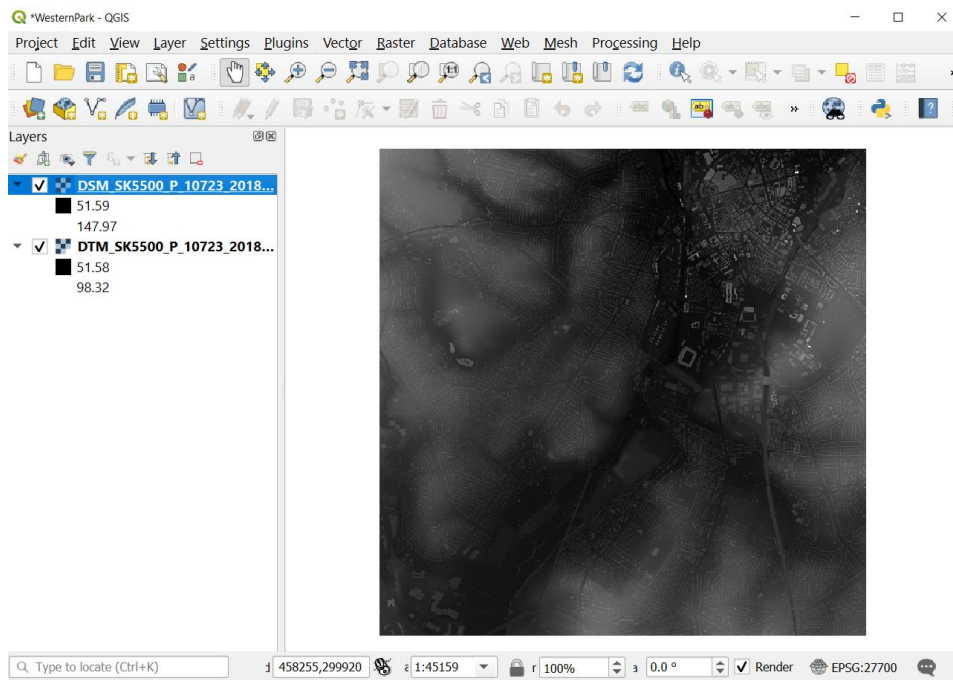 *WesternPark - QGIS
Project Edit View Layer Settings Plugins Vector Raster Database Web Mesh Processing Help
Layers
DSM_SK5500_P_10723_2018...
51.59
147.97
DTM_SK5500_P_10723_2018...
51.58
98.32
Type to locate (Ctrl+K) 458255,299920 1:45159 100% 0.0 ° Render EPSG:27700